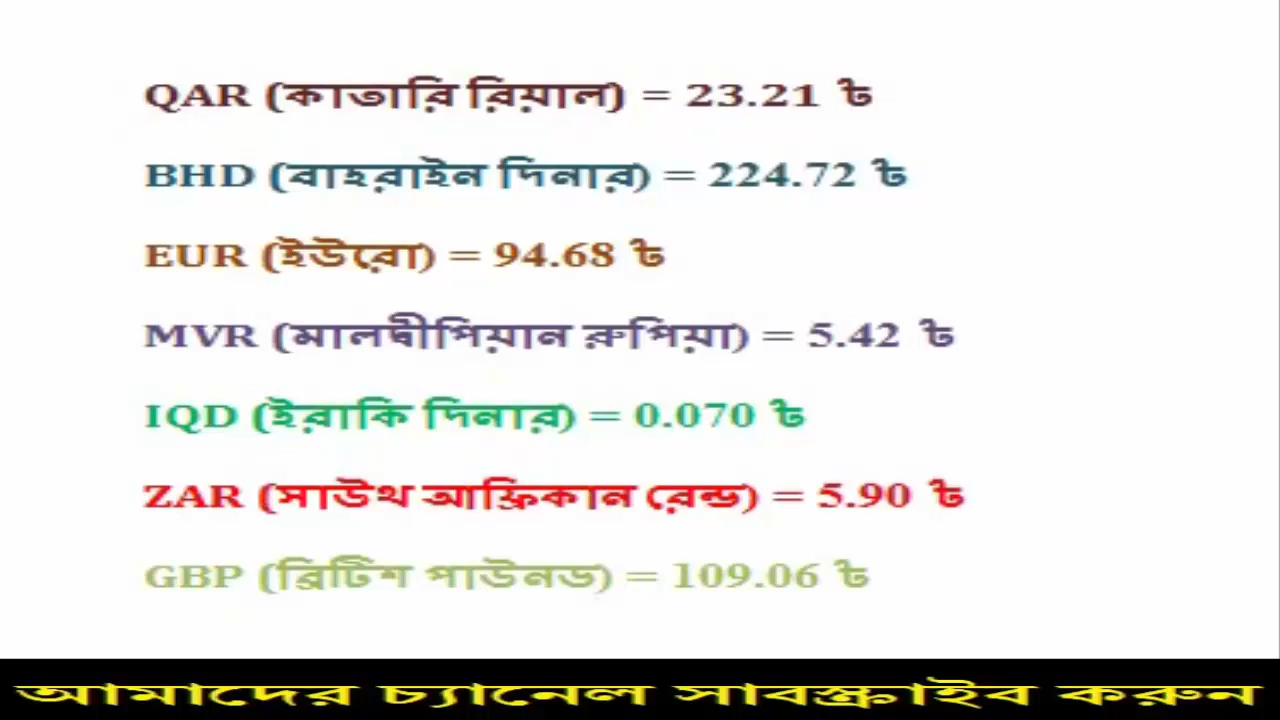 QAR (কাতারি রিয়াল) = 23.21 ৳
BHD (বাহরাইন দিনার) = 224.72 ৳
EUR (ইউরো) = 94.68 ৳
MVR (মালদ্বীপিয়ান রুপিয়া) = 5.42 ৳
IQD (ইরাকি দিনার) = 0.070 ৳
ZAR (সাউথ আফ্রিকান রেন্ড) = 5.90 ৳
GBP (ব্রিটিশ পাউনড) = 109.06 ৳
আমাদের চ্যানেল সাবস্ক্রাইব করুন